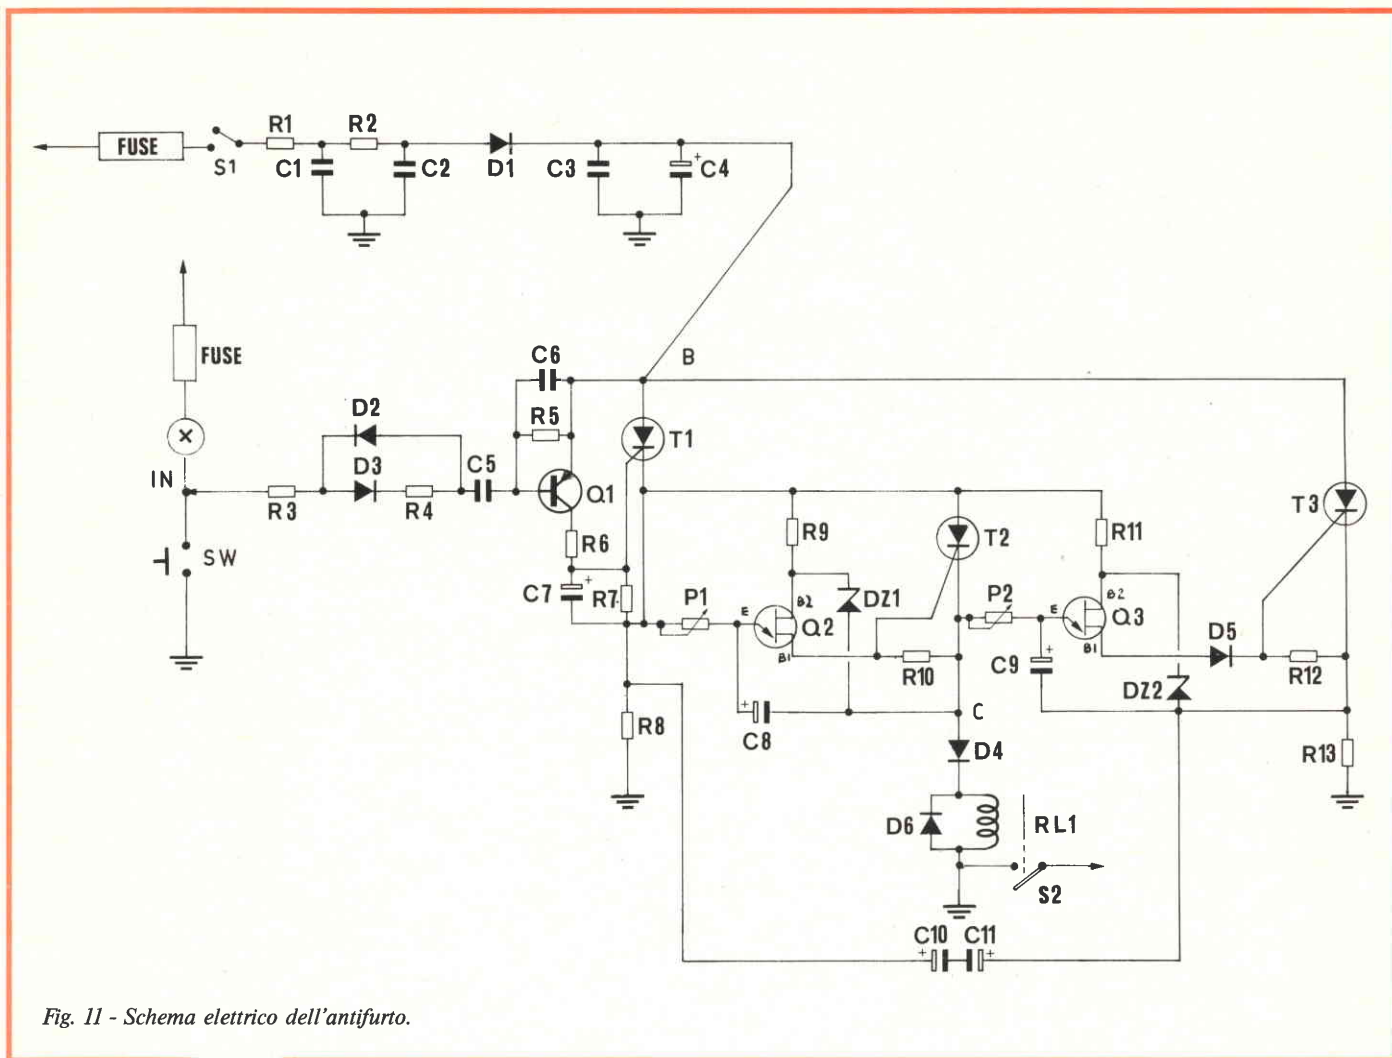 R1 R2
FUSE
S1 C1 C2 D1 C3 + C4
FUSE
C6 B
D2 R5 T1
IN D3 C5 Q1
R3 R4
T3
SW R6 R9 T2 R11
C7 + R7 P1 E B2 DZ1 P2 E B2
Q2 Q3 D5
B1 R10 C9 + B1 R12
DZ2
R8 + C8 C
D4 R13
D6 RL1
S2
C10 C11
+ +
Fig. 11 - Schema elettrico dell'antifurto.